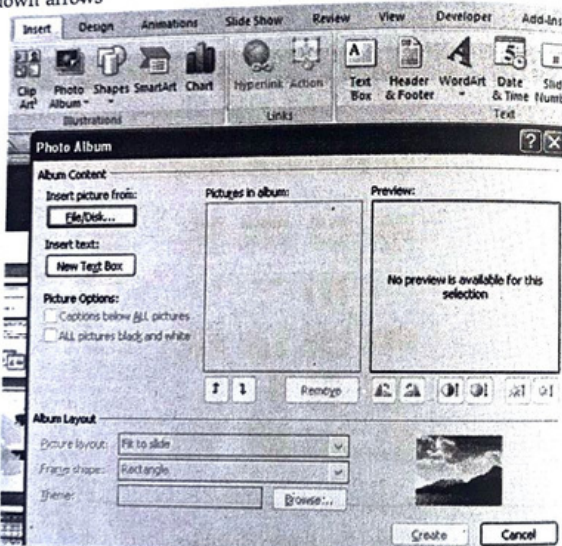 own arrows
Insert Design Animations Slide Show Review View Developer Add-Ins
Clip Art Photo Album Shapes SmartArt Chart Hyperlink Action Text Box Header & Footer WordArt Date & Time Slid Numb
Illustrations Links Text
Photo Album
Album Content
Insert picture from: Pictures in album: Preview:
File/Disk...
Insert text:
New Text Box
No preview is available for this
selection
Picture Options:
Captions below ALL pictures
ALL pictures black and white
Remove
Album Layout
Picture layout: Fit to slide
Frame shape: Rectangle
Theme: Browse...
Create Cancel